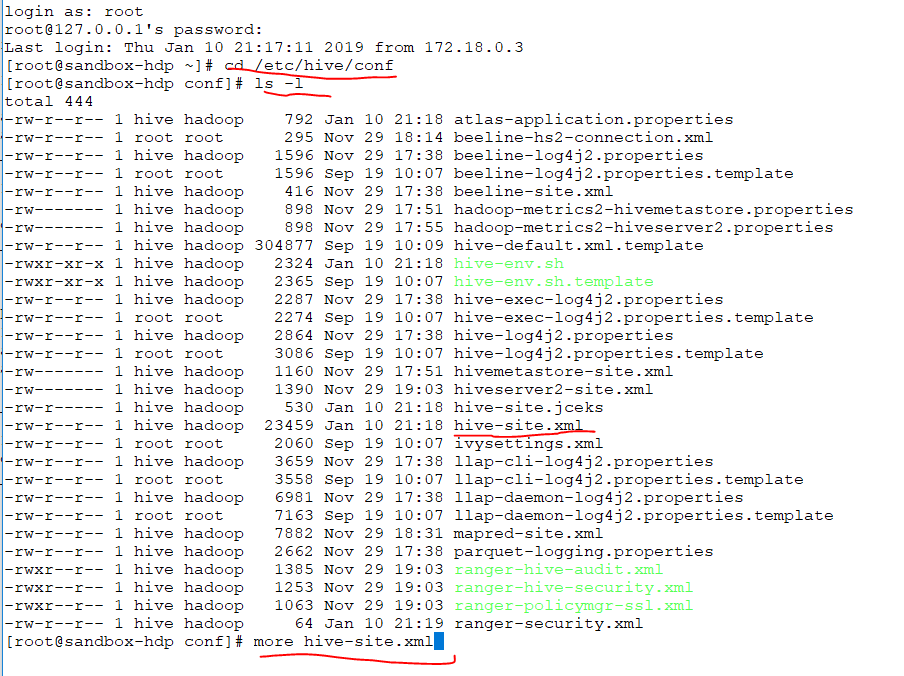 login as: root
root@127.0.0.1's password:
Last login: Thu Jan 10 21:17:11 2019 from 172.18.0.3
[root@sandbox-hdp ~]# cd /etc/hive/conf
[root@sandbox-hdp conf]# ls -l
total 444
-rw-r--r-- 1 hive hadoop    792 Jan 10 21:18 atlas-application.properties
-rw-r--r-- 1 root root      295 Nov 29 18:14 beeline-hs2-connection.xml
-rw-r--r-- 1 hive hadoop   1596 Nov 29 17:38 beeline-log4j2.properties
-rw-r--r-- 1 root root     1596 Sep 19 10:07 beeline-log4j2.properties.template
-rw-r--r-- 1 hive hadoop    416 Nov 29 17:38 beeline-site.xml
-rw------- 1 hive hadoop    898 Nov 29 17:51 hadoop-metrics2-hivemetastore.properties
-rw------- 1 hive hadoop    898 Nov 29 17:55 hadoop-metrics2-hiveserver2.properties
-rw-r--r-- 1 hive hadoop 304877 Sep 19 10:09 hive-default.xml.template
-rwxr-xr-x 1 hive hadoop   2324 Jan 10 21:18 hive-env.sh
-rwxr-xr-x 1 hive hadoop   2365 Sep 19 10:07 hive-env.sh.template
-rw-r--r-- 1 hive hadoop   2287 Nov 29 17:38 hive-exec-log4j2.properties
-rw-r--r-- 1 root root     2274 Sep 19 10:07 hive-exec-log4j2.properties.template
-rw-r--r-- 1 hive hadoop   2864 Nov 29 17:38 hive-log4j2.properties
-rw-r--r-- 1 root root     3086 Sep 19 10:07 hive-log4j2.properties.template
-rw------- 1 hive hadoop   1160 Nov 29 17:51 hivemetastore-site.xml
-rw------- 1 hive hadoop   1390 Nov 29 19:03 hiveserver2-site.xml
-rw-r----- 1 hive hadoop    530 Jan 10 21:18 hive-site.jceks
-rw-r--r-- 1 hive hadoop  23459 Jan 10 21:18 hive-site.xml
-rw-r--r-- 1 root root     2060 Sep 19 10:07 ivysettings.xml
-rw-r--r-- 1 hive hadoop   3659 Nov 29 17:38 llap-cli-log4j2.properties
-rw-r--r-- 1 root root     3558 Sep 19 10:07 llap-cli-log4j2.properties.template
-rw-r--r-- 1 hive hadoop   6981 Nov 29 17:38 llap-daemon-log4j2.properties
-rw-r--r-- 1 root root     7163 Sep 19 10:07 llap-daemon-log4j2.properties.template
-rw-r--r-- 1 hive hadoop   7882 Nov 29 18:31 mapred-site.xml
-rw-r--r-- 1 hive hadoop   2662 Nov 29 17:38 parquet-logging.properties
-rwxr--r-- 1 hive hadoop   1385 Nov 29 19:03 ranger-hive-audit.xml
-rwxr--r-- 1 hive hadoop   1253 Nov 29 19:03 ranger-hive-security.xml
-rwxr--r-- 1 hive hadoop   1063 Nov 29 19:03 ranger-policymgr-ssl.xml
-rw-r--r-- 1 hive hadoop     64 Jan 10 21:19 ranger-security.xml
[root@sandbox-hdp conf]# more hive-site.xml